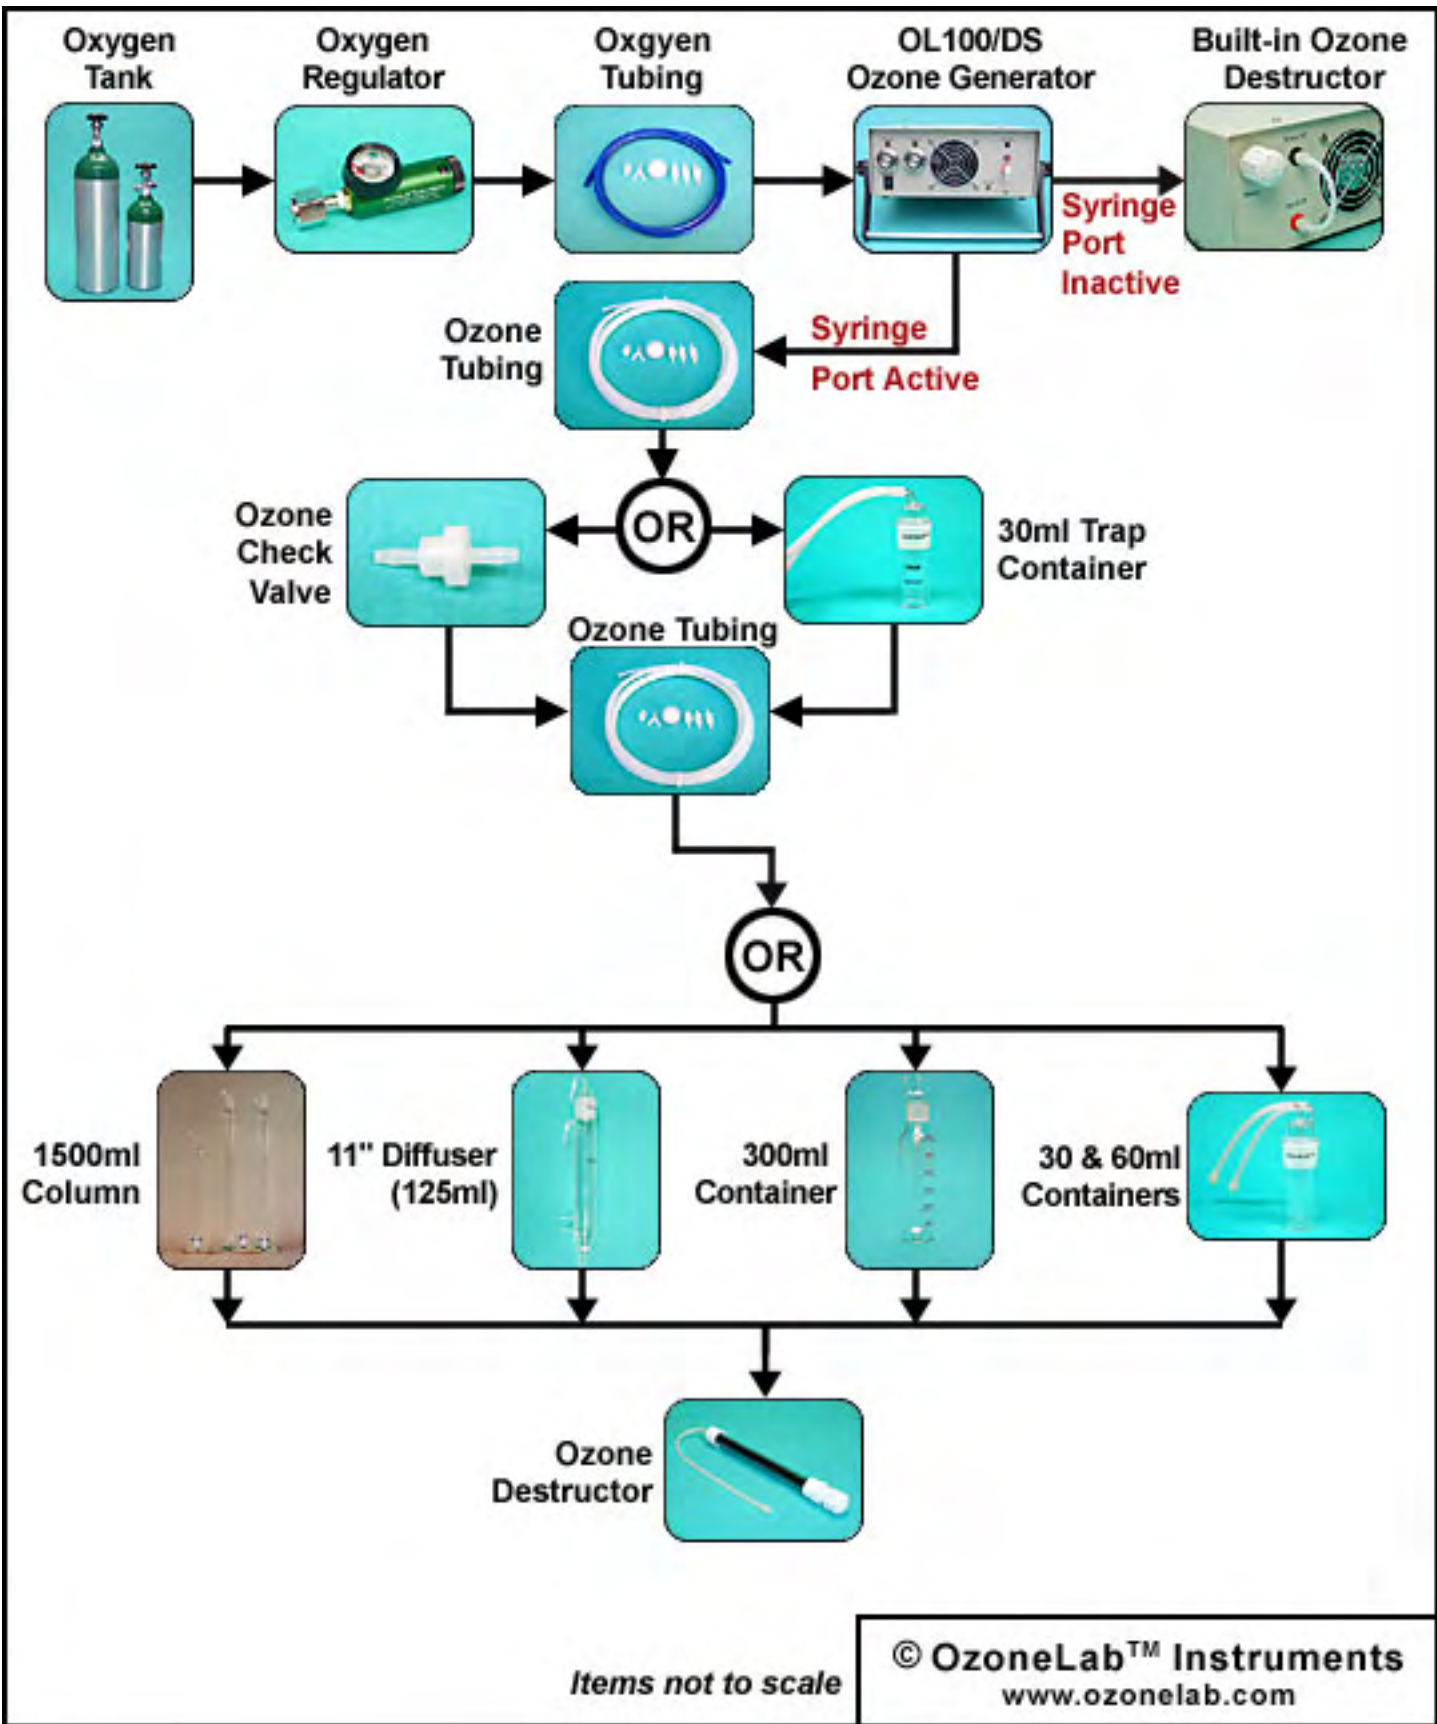 Oxygen
Tank
Oxygen
Regulator
Oxgyen
Tubing
OL100/DS
Ozone Generator
Built-in Ozone
Destructor
Syringe
Port
Inactive
Ozone
Tubing
Syringe
Port Active
Ozone
Check
Valve
OR
30ml Trap
Container
Ozone Tubing
OR
1500ml
Column
11" Diffuser
(125ml)
300ml
Container
30 & 60ml
Containers
Ozone
Destructor
Items not to scale
© OzoneLab™ Instruments
www.ozonelab.com